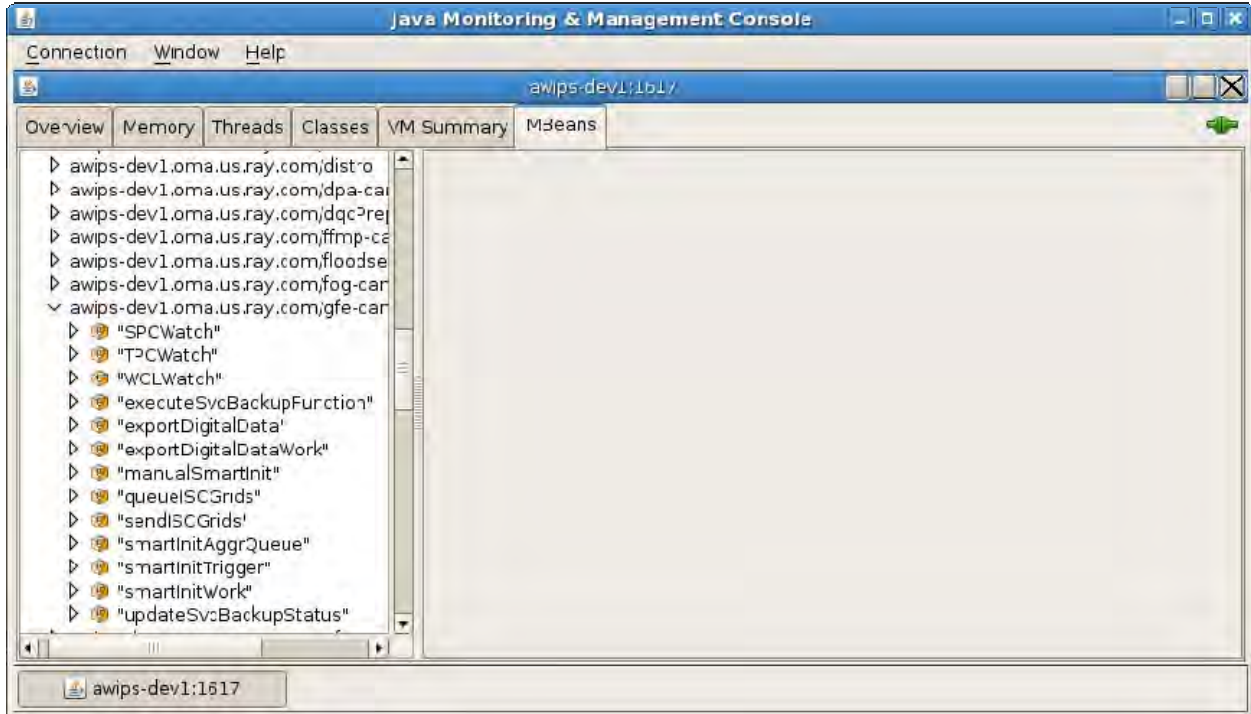 Java Monitoring & Management Console
Connection Window Help
awips-dev1:1617
Overview Memory Threads Classes VM Summary MBeans
awips-dev1.oma.us.ray.com/distro
awips-dev1.oma.us.ray.com/dpa-can
awips-dev1.oma.us.ray.com/dqcPrep
awips-dev1.oma.us.ray.com/ffmp-ca
awips-dev1.oma.us.ray.com/floodse
awips-dev1.oma.us.ray.com/fog-can
awips-dev1.oma.us.ray.com/gfe-can
"SPCWatch"
"TPCWatch"
"WCLWatch"
"executeSvcBackupFunction"
"exportDigitalData"
"exportDigitalDataWork"
"manualSmartInit"
"queueISCGrids"
"sendISCGrids"
"smartInitAggrQueue"
"smartInitTrigger"
"smartInitWork"
"updateSvcBackupStatus"
awips-dev1:1617